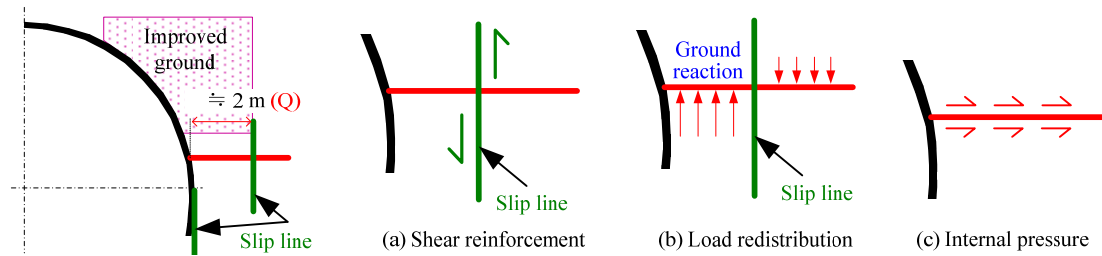 Improved
ground
≒ 2 m (Q)
Slip line
Slip line
(a) Shear reinforcement
Ground
reaction
Slip line
(b) Load redistribution
(c) Internal pressure